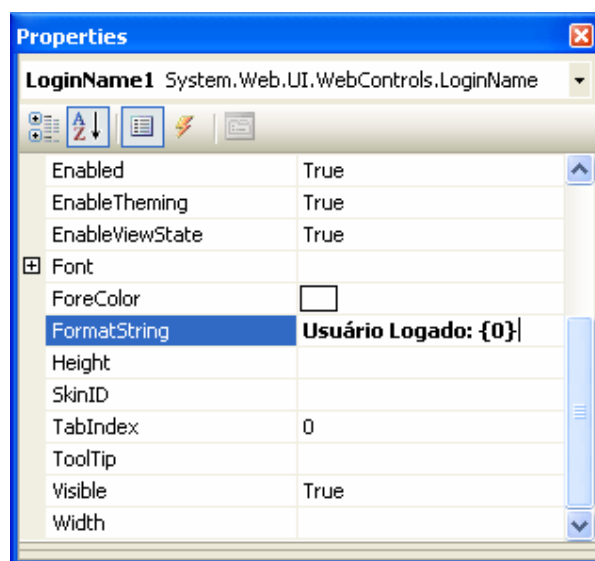 Properties
LoginName1 System.Web.UI.WebControls.LoginName
A
Z
Enabled True
EnableTheming True
EnableViewState True
Font
ForeColor
FormatString Usuário Logado: {0}
Height
SkinID
TabIndex 0
ToolTip
Visible True
Width